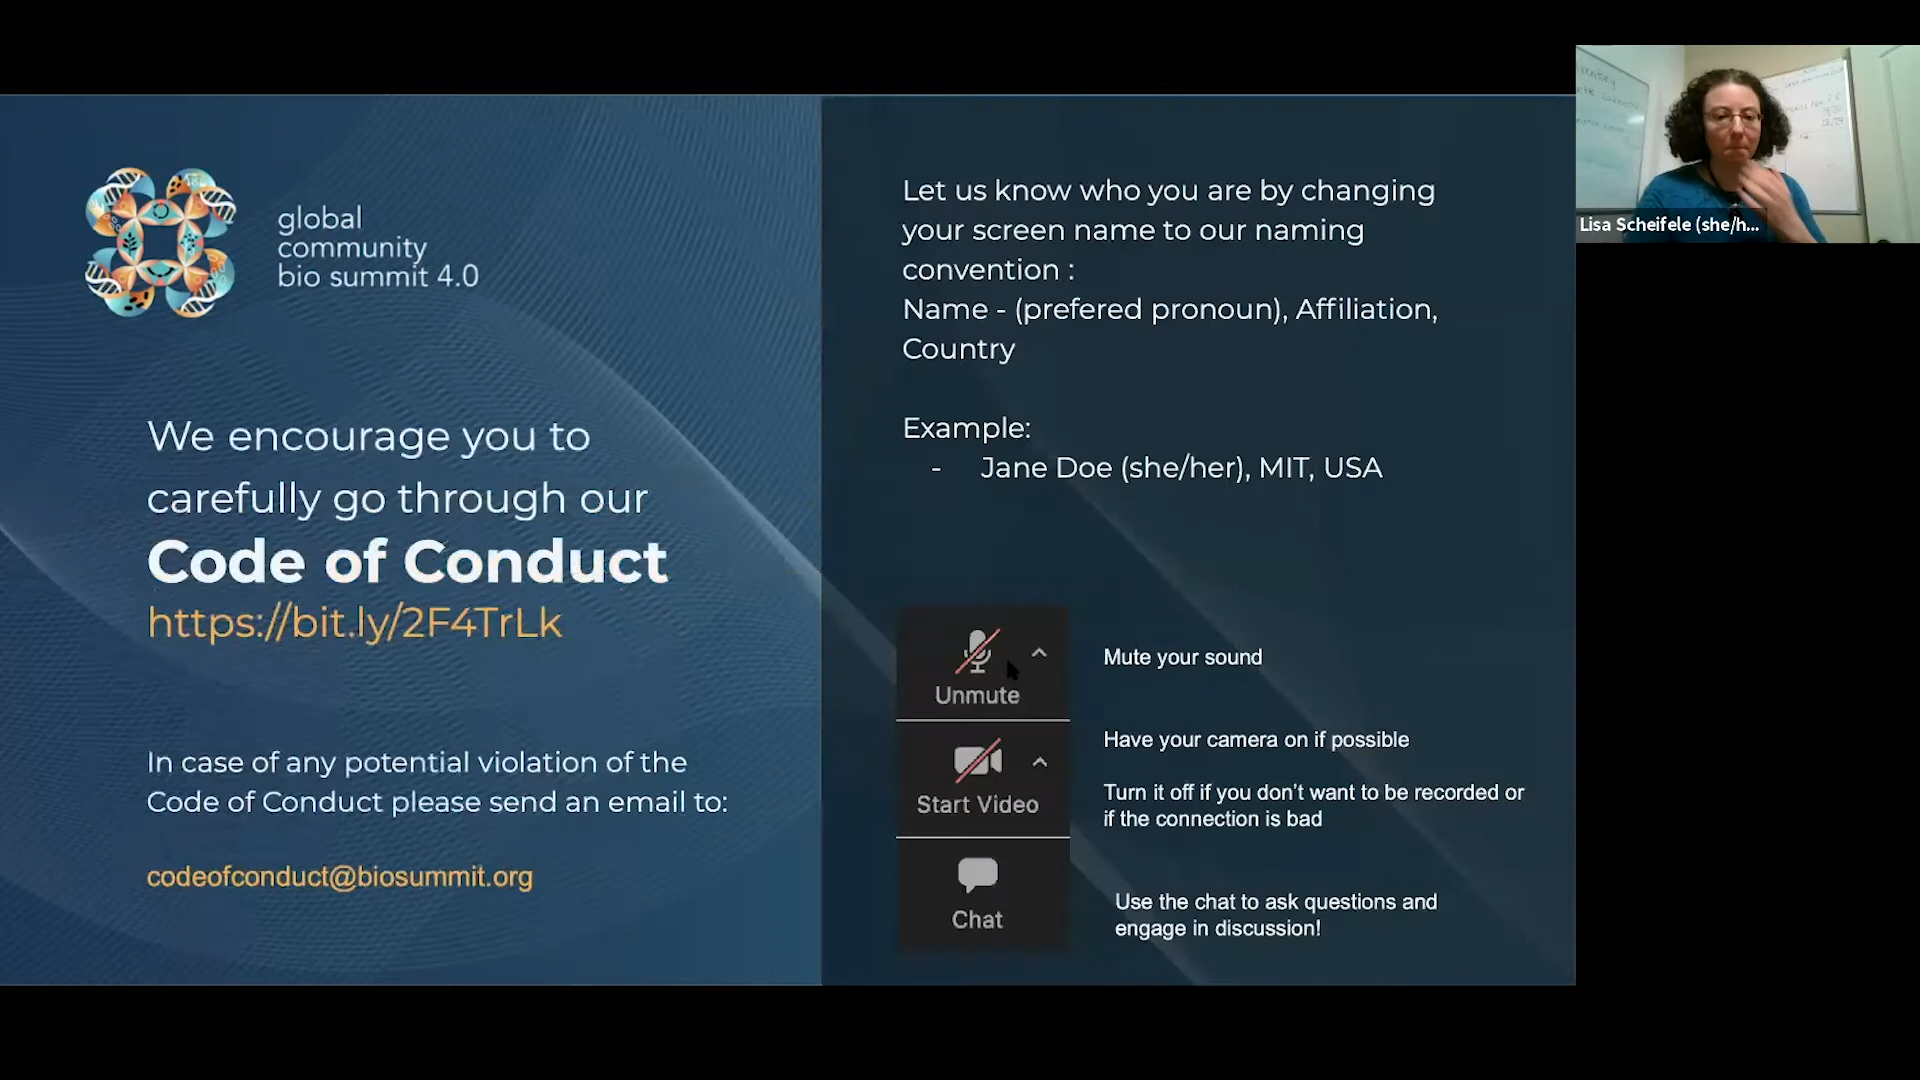 global
community
bio summit 4.0
We encourage you to
carefully go through our
Code of Conduct
https://bit.ly/2F4TrLk
In case of any potential violation of the
Code of Conduct please send an email to:
codeofconduct@biosummit.org
Let us know who you are by changing
your screen name to our naming
convention :
Name - (prefered pronoun), Affiliation,
Country
Example:
- Jane Doe (she/her), MIT, USA
Unmute
Mute your sound
Start Video
Have your camera on if possible
Turn it off if you don't want to be recorded or
if the connection is bad
Chat
Use the chat to ask questions and
engage in discussion!
Lisa Scheifele (she/h...